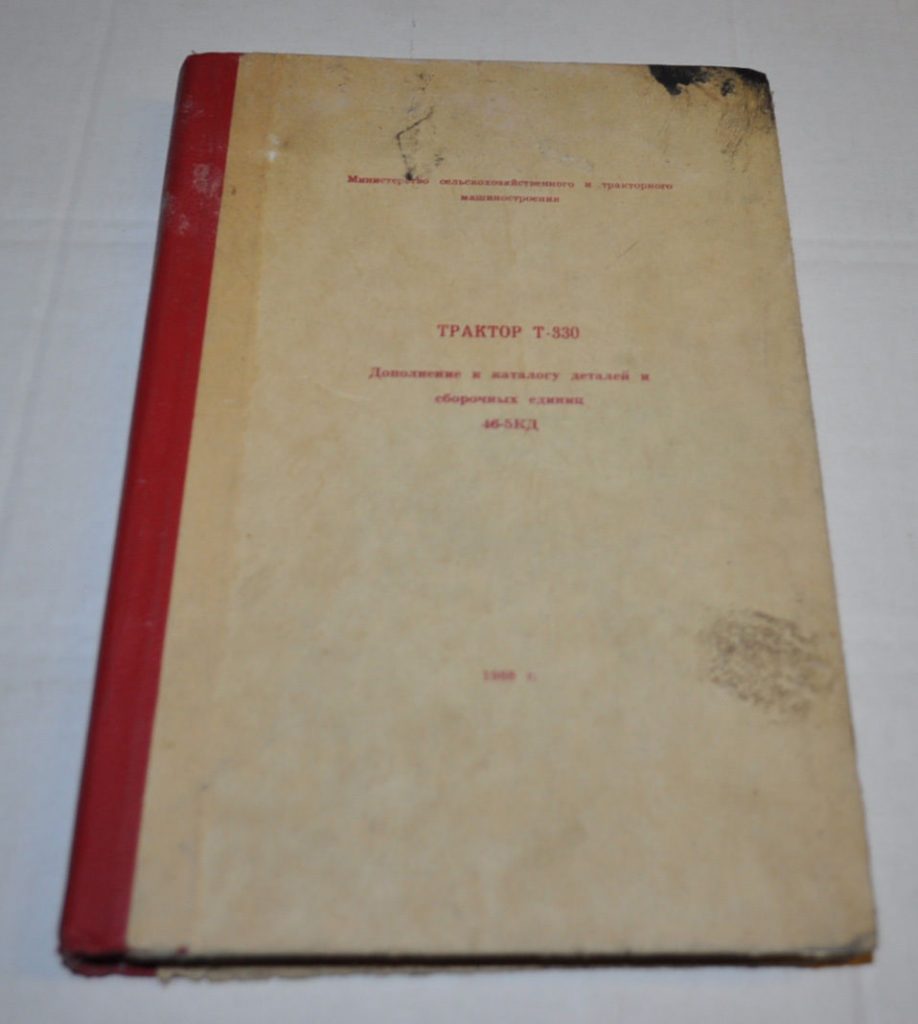 Министерство сельскохозяйственного и тракторного
машиностроения
ТРАКТОР Т-330
Дополнение к каталогу деталей и
сборочных единиц
46-5КД
г.